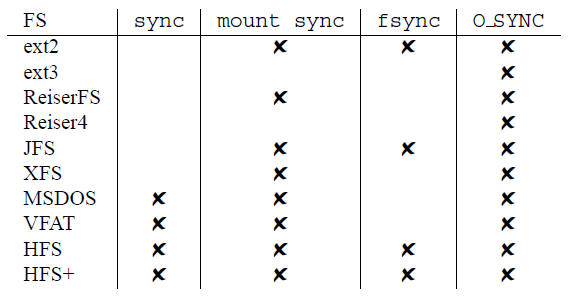 FS sync mount sync fsync O_SYNC
ext2 ✘ ✘ ✘
ext3 ✘
ReiserFS ✘ ✘
Reiser4 ✘
JFS ✘ ✘ ✘
XFS ✘ ✘
MSDOS ✘ ✘ ✘
VFAT ✘ ✘ ✘
HFS ✘ ✘ ✘ ✘
HFS+ ✘ ✘ ✘ ✘